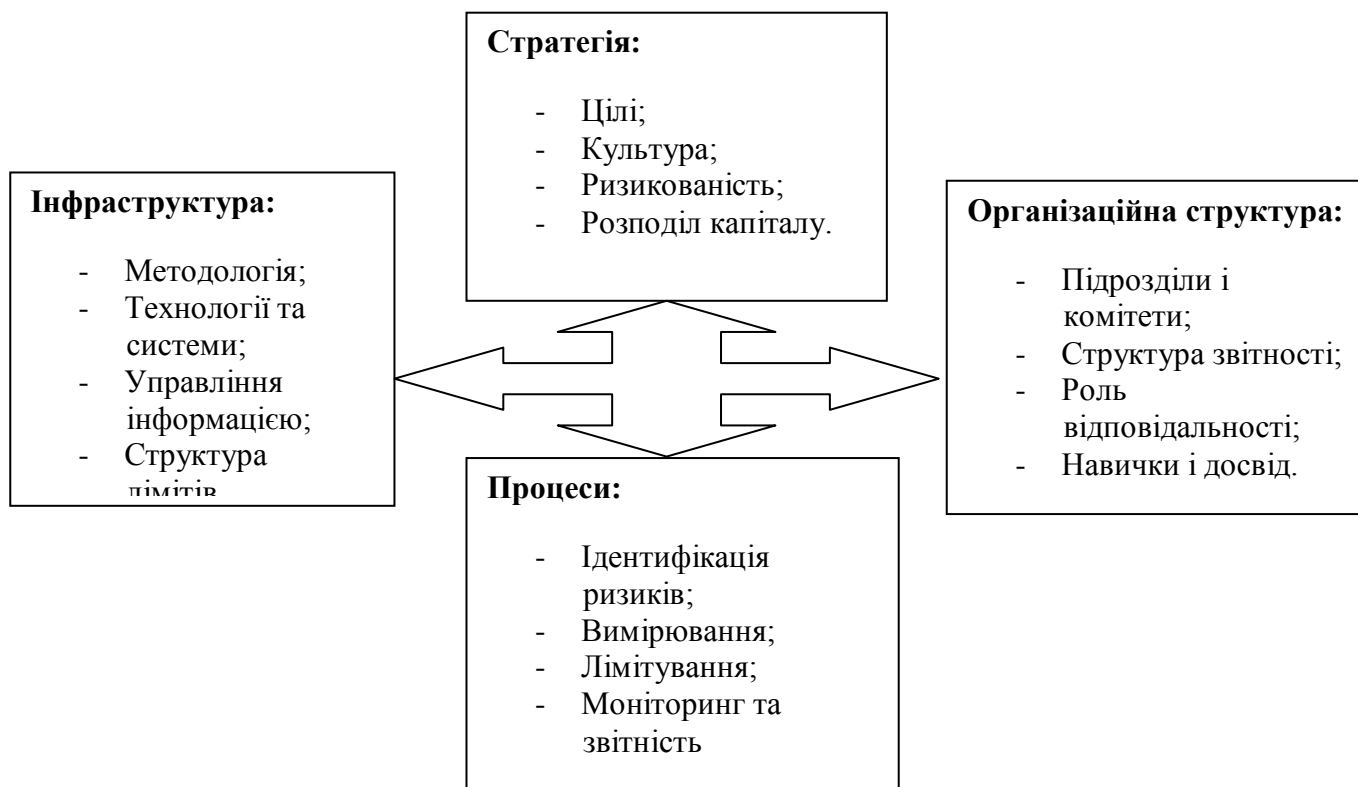 Стратегія:
- Цілі;
- Культура;
- Ризикованість;
- Розподіл капіталу.
Інфраструктура:
- Методологія;
- Технології та
системи;
- Управління
інформацією;
- Структура
лімітів
Організаційна структура:
- Підрозділи і
комітети;
- Структура звітності;
- Роль
відповідальності;
- Навички і досвід.
Процеси:
- Ідентифікація
ризиків;
- Вимірювання;
- Лімітування;
- Моніторинг та
звітність